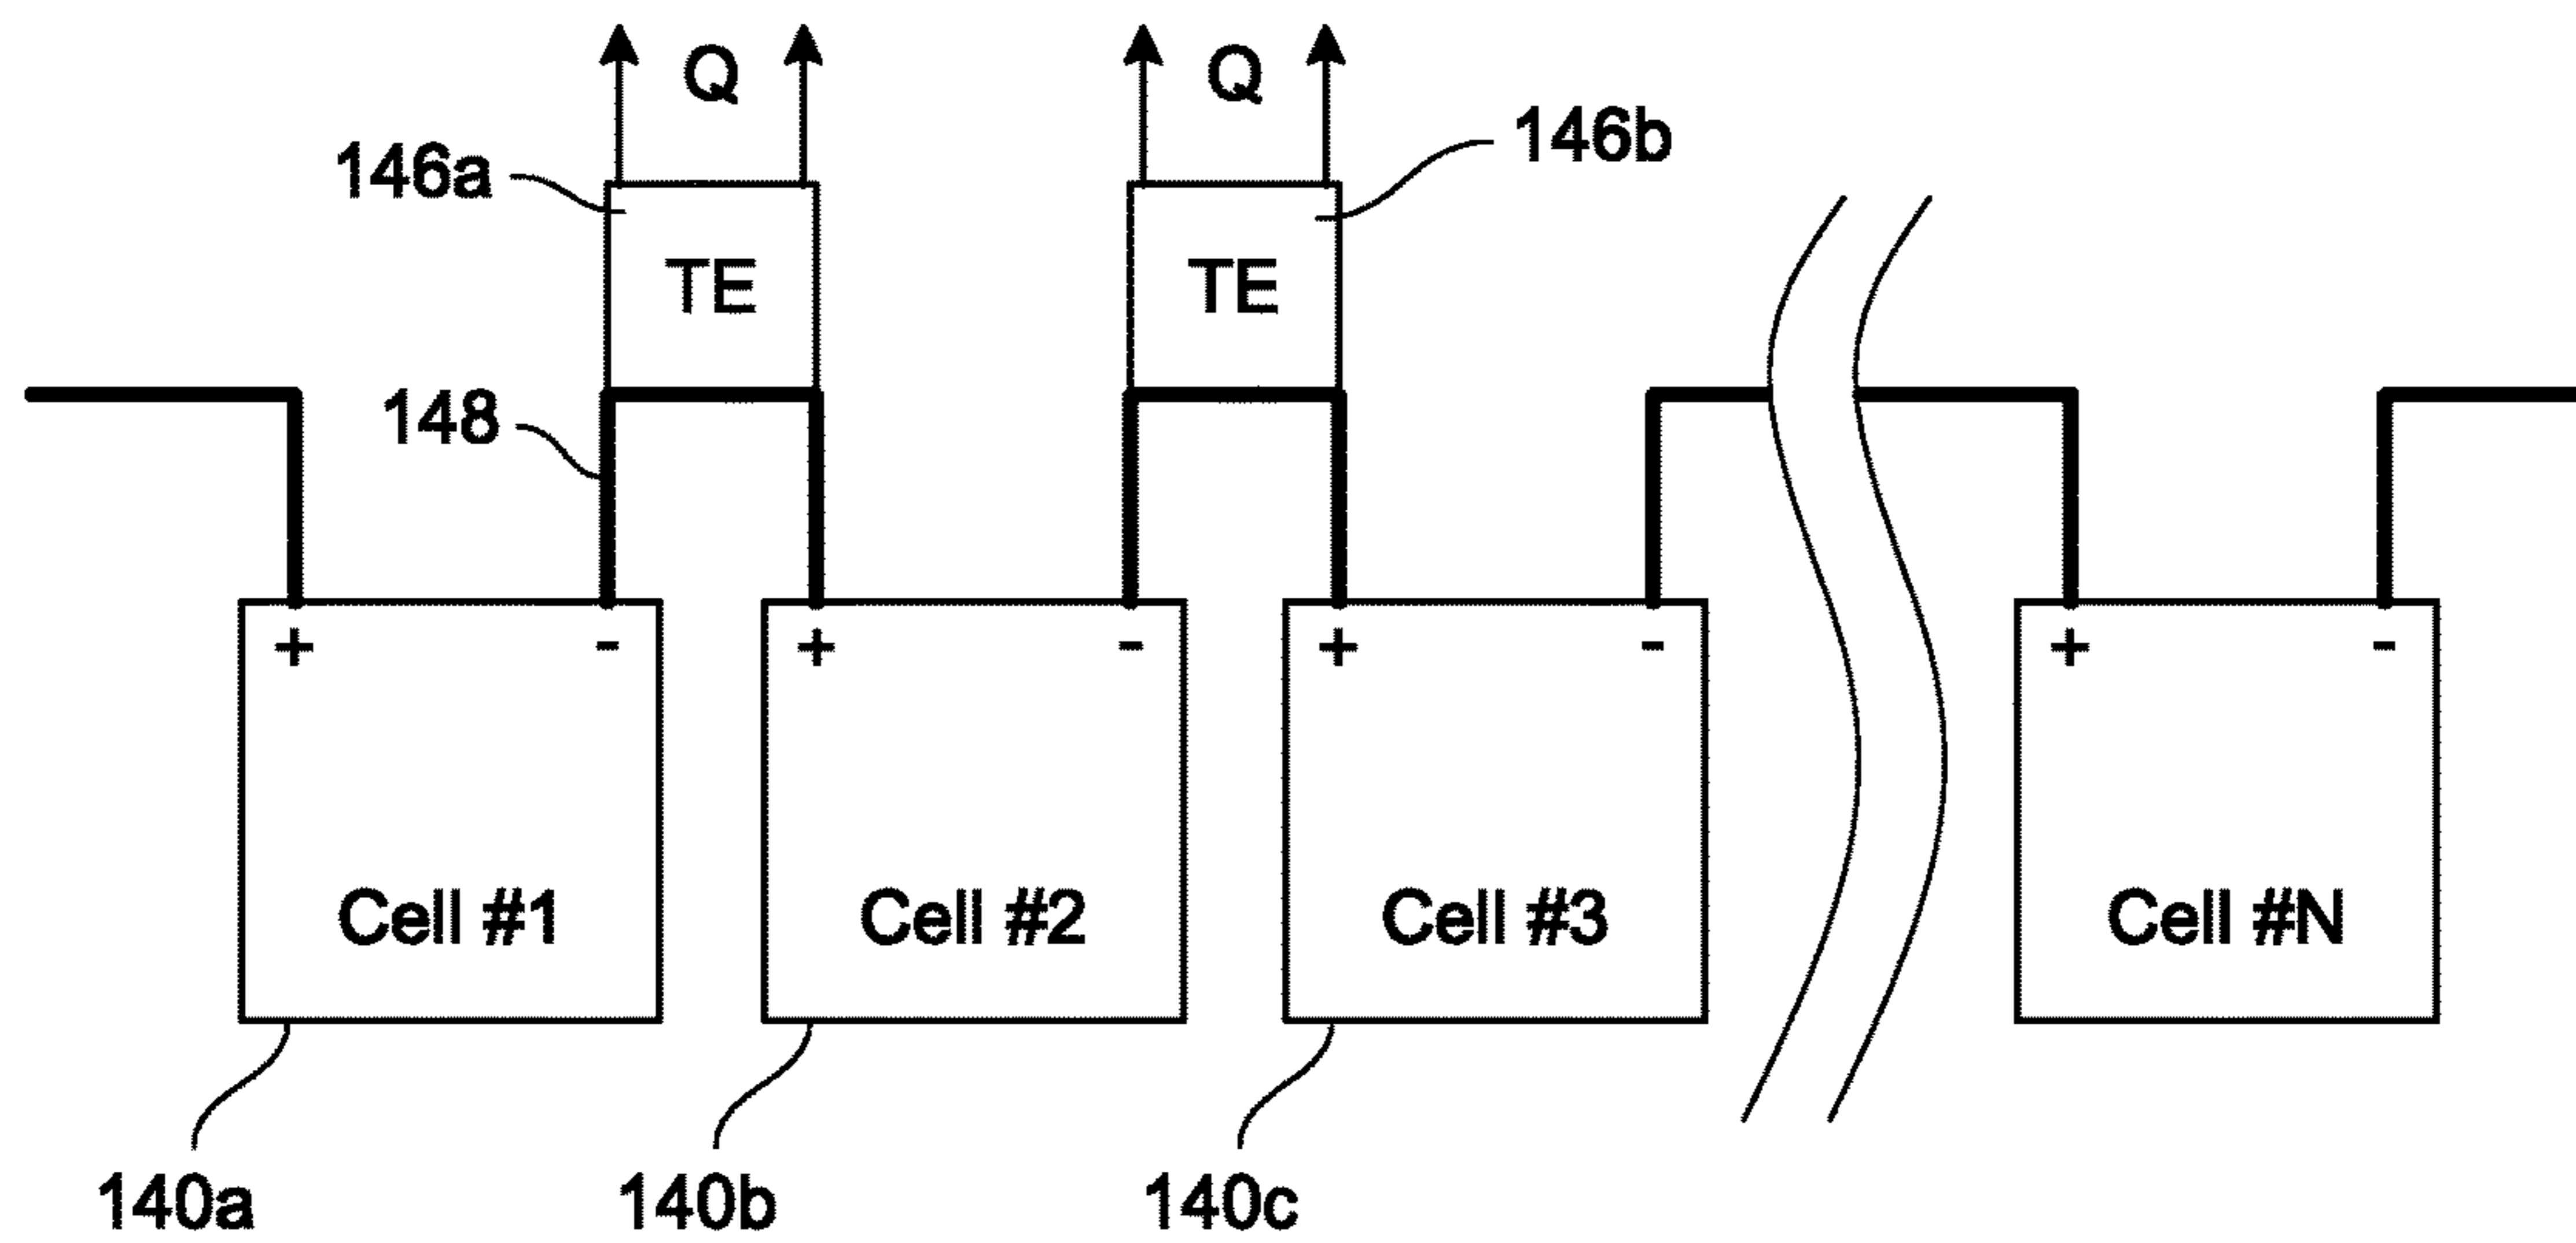 Q Q
146a 146b
TE TE
148
+ - + - + - + -
Cell #1 Cell #2 Cell #3 Cell #N
140a 140b 140c